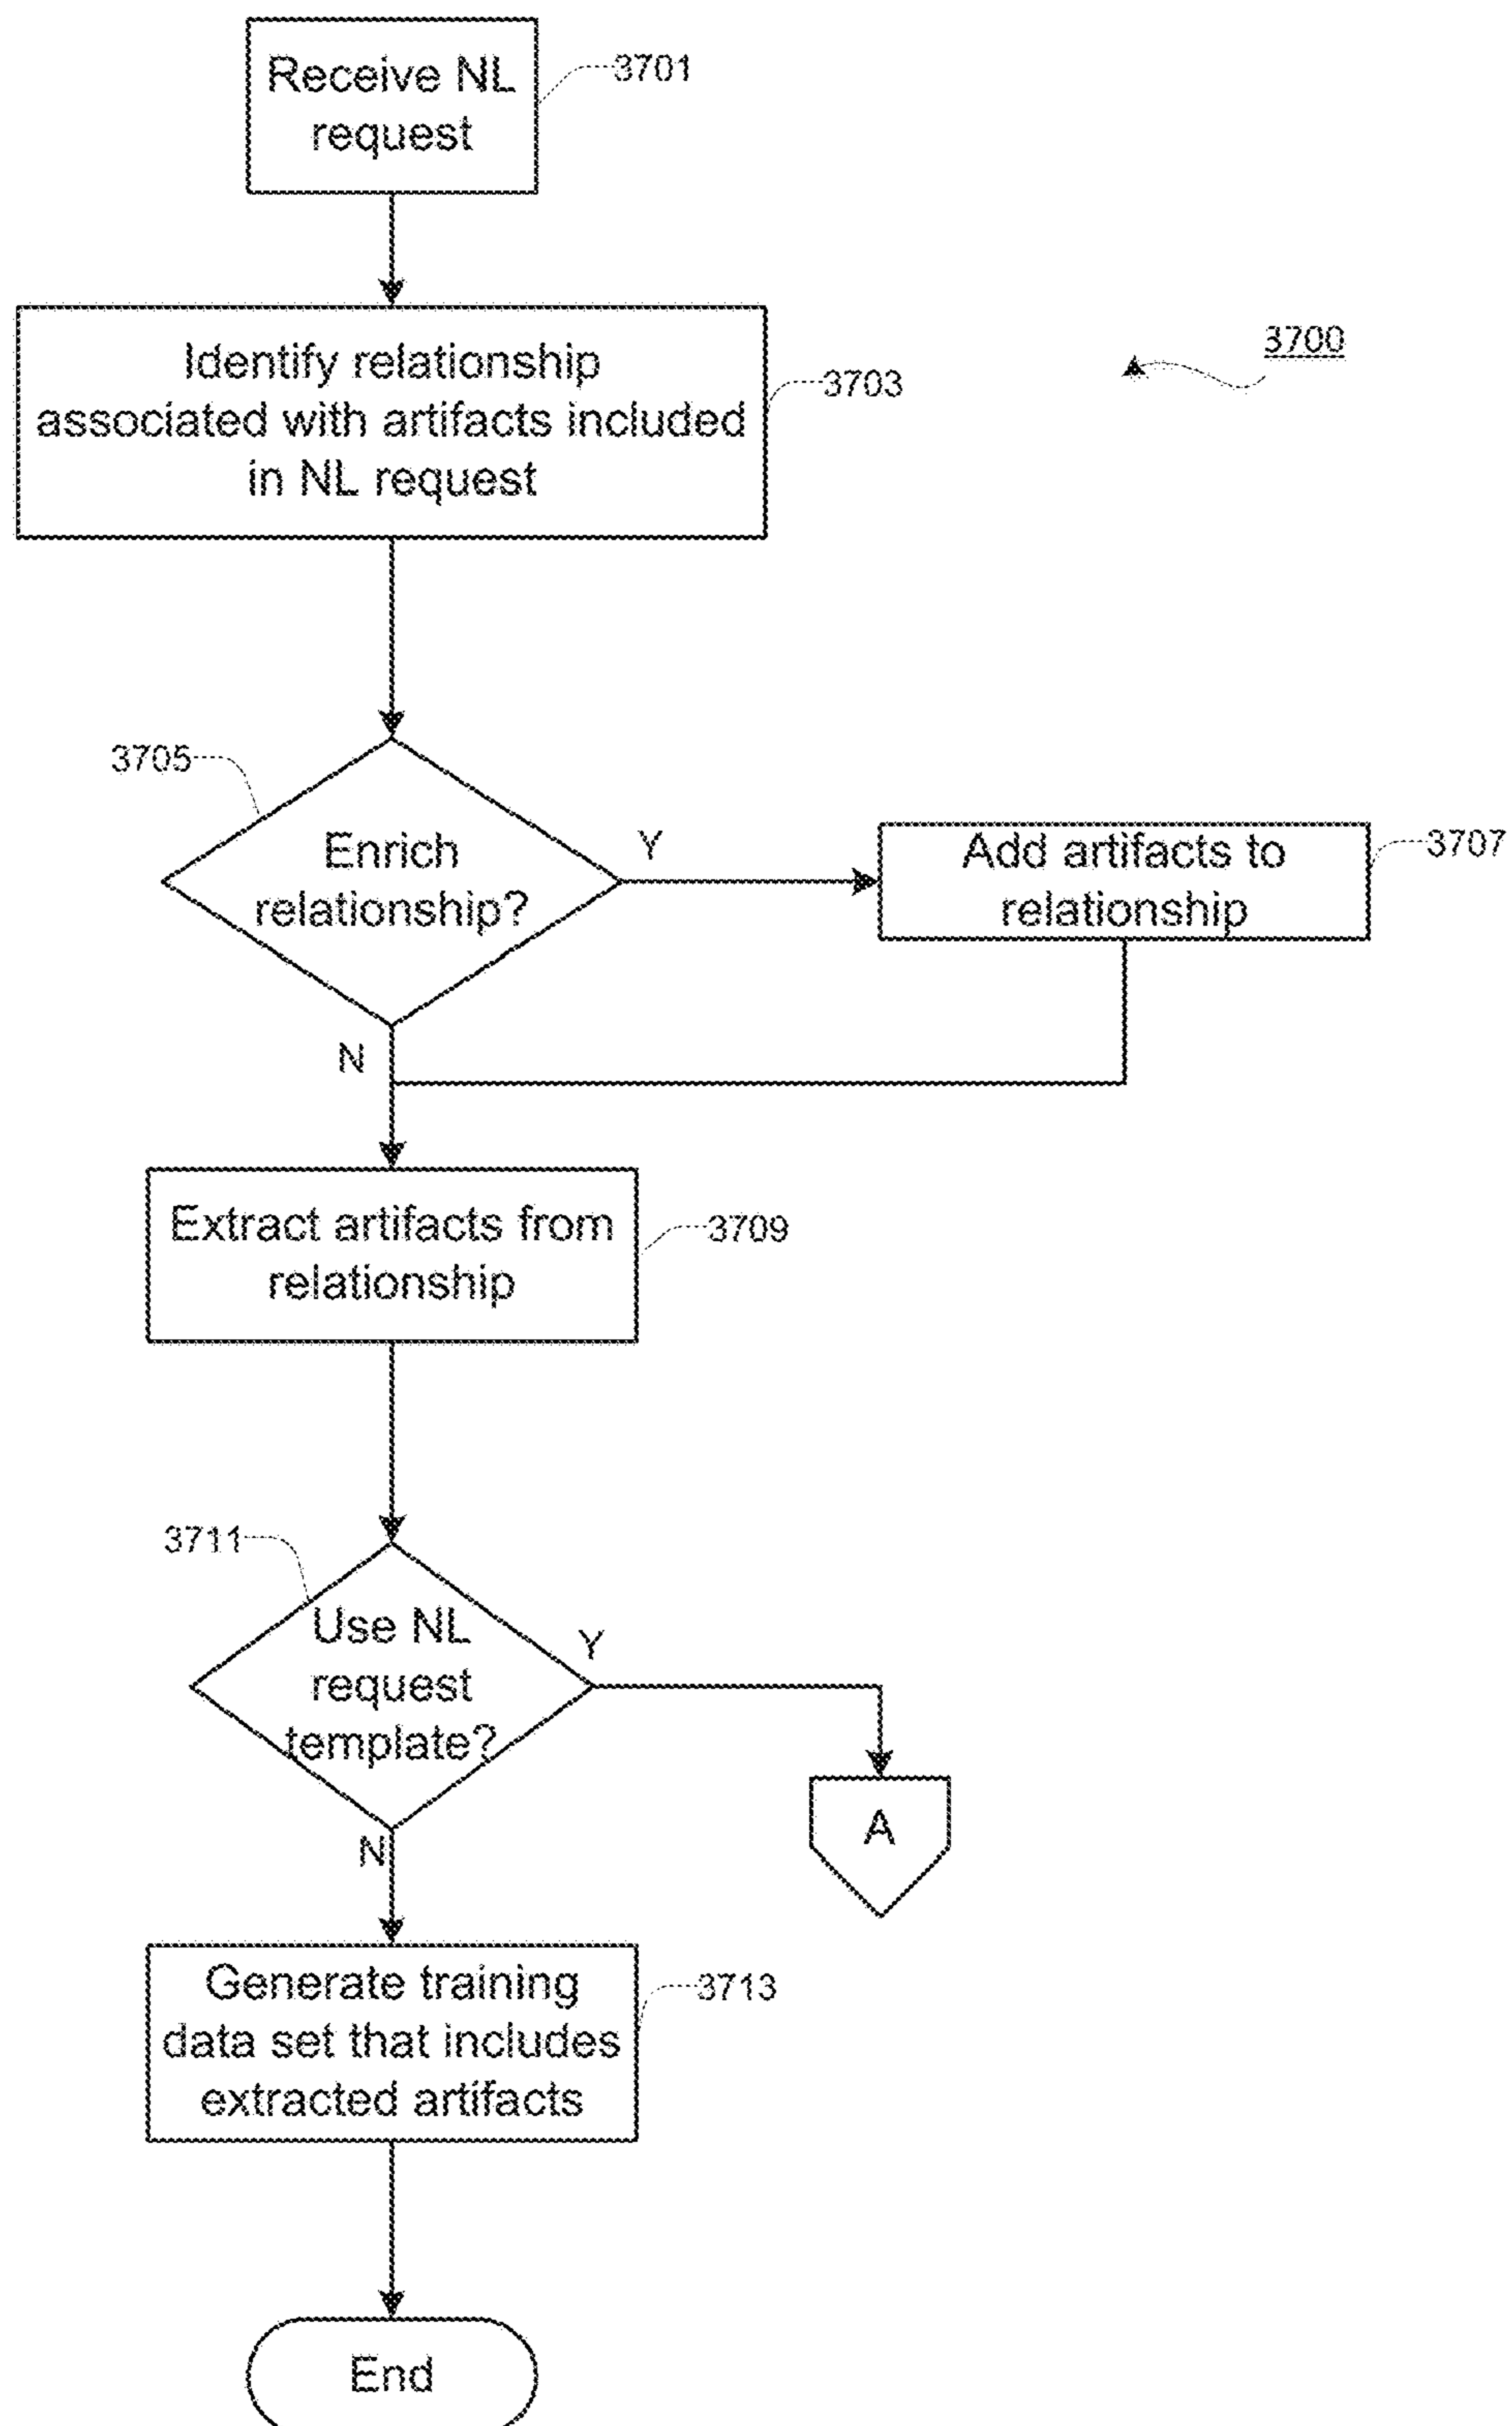 Receive NL
request
3701
Identify relationship
associated with artifacts included
in NL request
3703
3700
3705
Enrich
relationship?
Y
Add artifacts to
relationship
3707
N
Extract artifacts from
relationship
3709
3711
Use NL
request
template?
Y
A
N
Generate training
data set that includes
extracted artifacts
3713
End